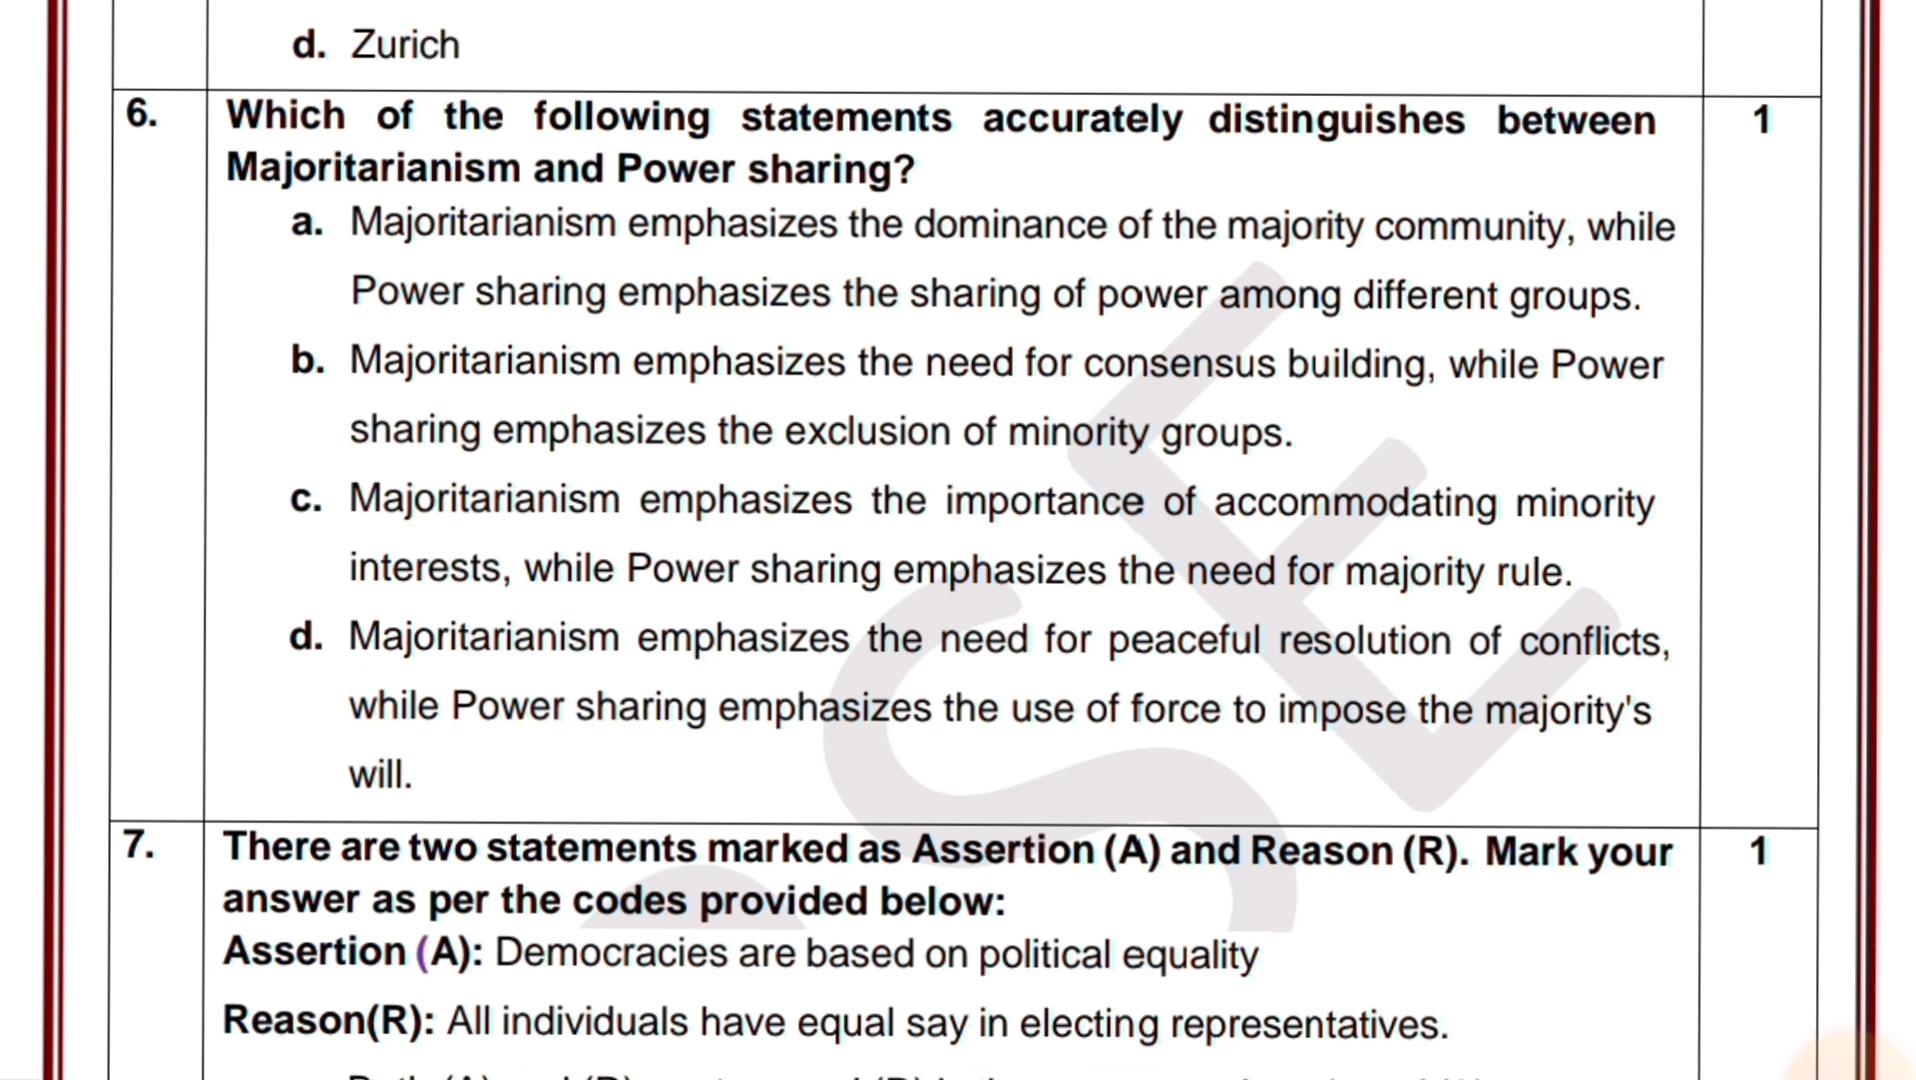 d. Zurich
6. Which of the following statements accurately distinguishes between 1
Majoritarianism and Power sharing?
a. Majoritarianism emphasizes the dominance of the majority community, while
Power sharing emphasizes the sharing of power among different groups.
b. Majoritarianism emphasizes the need for consensus building, while Power
sharing emphasizes the exclusion of minority groups.
c. Majoritarianism emphasizes the importance of accommodating minority
interests, while Power sharing emphasizes the need for majority rule.
d. Majoritarianism emphasizes the need for peaceful resolution of conflicts,
while Power sharing emphasizes the use of force to impose the majority's
will.
7. There are two statements marked as Assertion (A) and Reason (R). Mark your 1
answer as per the codes provided below:
Assertion (A): Democracies are based on political equality
Reason(R): All individuals have equal say in electing representatives.